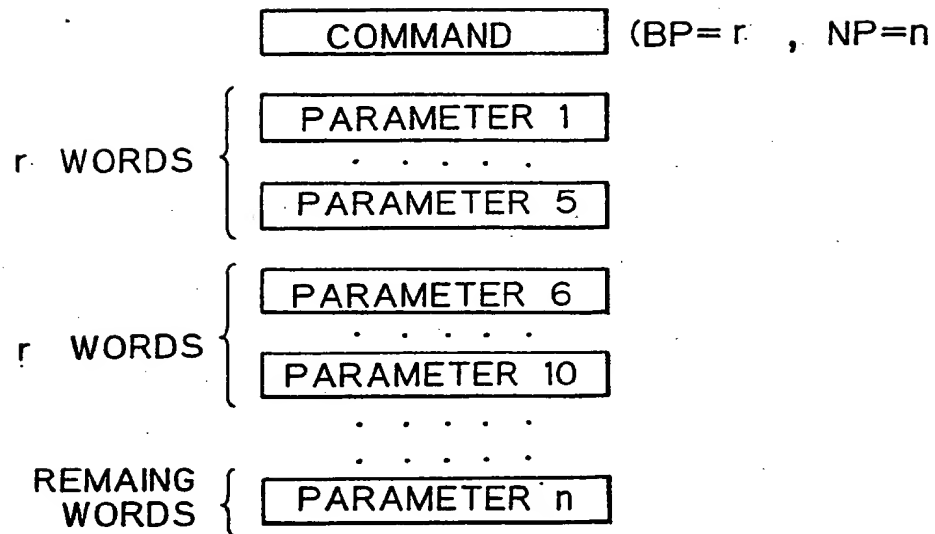 COMMAND (BP=r , NP=n
PARAMETER 1
r WORDS
. . . . .
PARAMETER 5
PARAMETER 6
r WORDS
. . . . .
PARAMETER 10
. . . . .
. . . . .
REMAING
WORDS
PARAMETER n